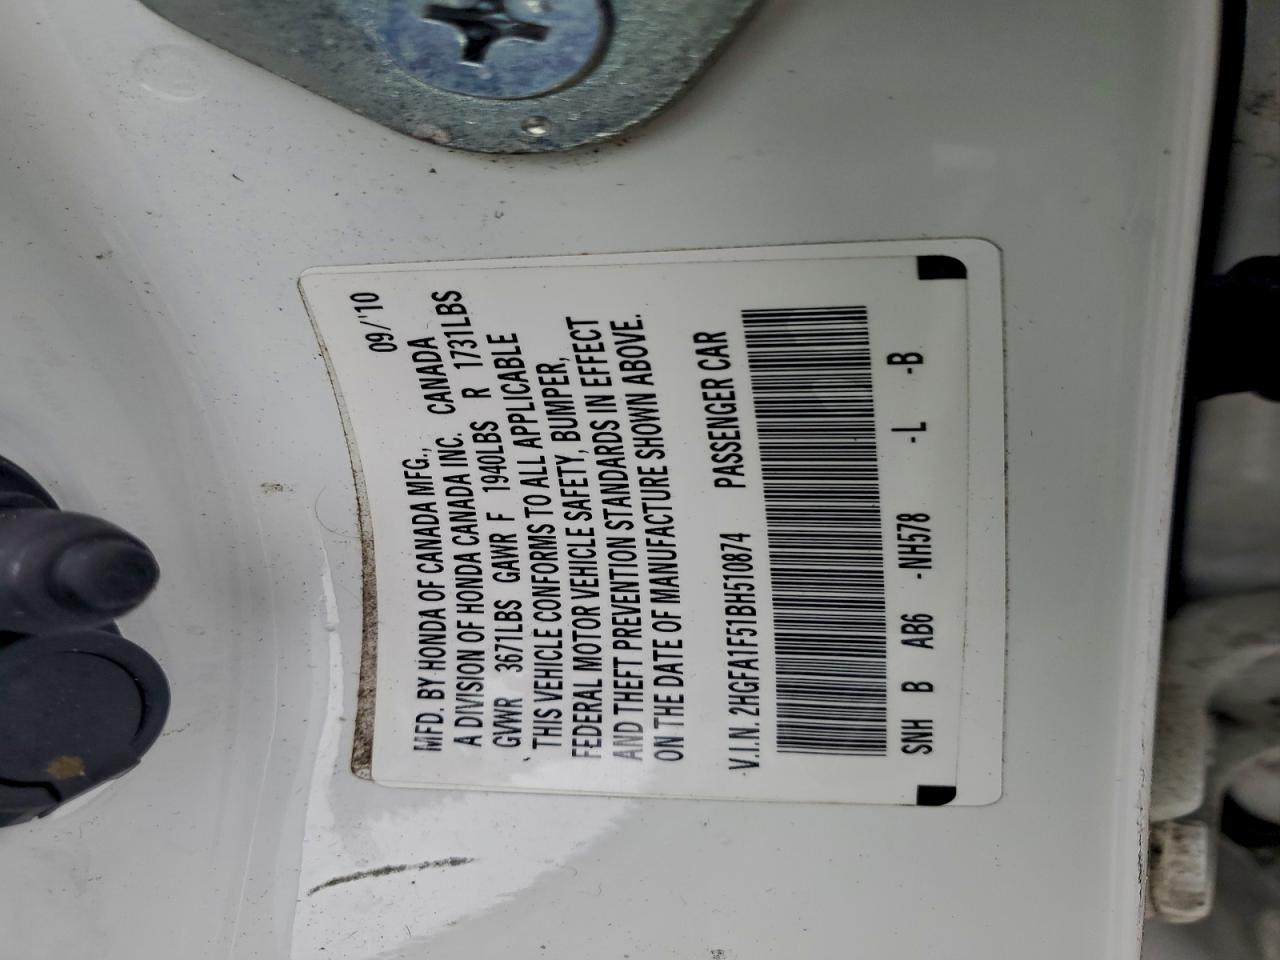 09/'10
MFD. BY HONDA OF CANADA MFG.,
A DIVISION OF HONDA CANADA INC. CANADA
GVWR 3671LBS GAWR F 1940LBS R 1731LBS
THIS VEHICLE CONFORMS TO ALL APPLICABLE
FEDERAL MOTOR VEHICLE SAFETY, BUMPER,
AND THEFT PREVENTION STANDARDS IN EFFECT
ON THE DATE OF MANUFACTURE SHOWN ABOVE.
V.I.N. 2HGFA1F51BH510874 PASSENGER CAR
SNH B AB6 -NH578 -L -B